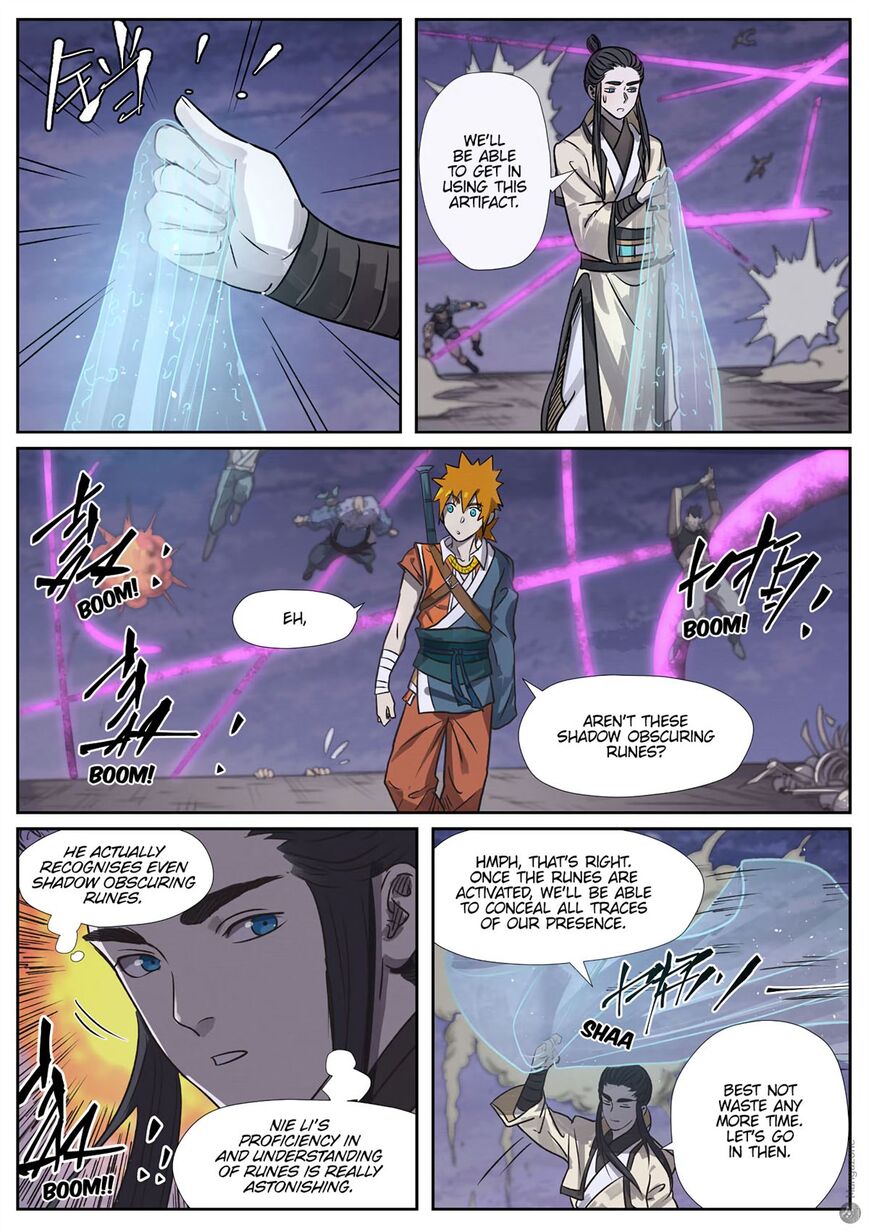 铛
WE'LL
BE ABLE
TO GET IN
USING THIS
ARTIFACT.
BOOM!
EH,
BOOM!
BOOM!
AREN'T THESE
SHADOW OBSCURING
RUNES?
HE ACTUALLY
RECOGNISES EVEN
SHADOW OBSCURING
RUNES.
BOOM!!
NIE LI'S
PROFICIENCY IN
AND UNDERSTANDING
OF RUNES IS REALLY
ASTONISHING.
HMPH, THAT'S RIGHT.
ONCE THE RUNES ARE
ACTIVATED, WE'LL BE ABLE
TO CONCEAL ALL TRACES
OF OUR PRESENCE.
SHAA
BEST NOT
WASTE ANY
MORE TIME.
LET'S GO
IN THEN.